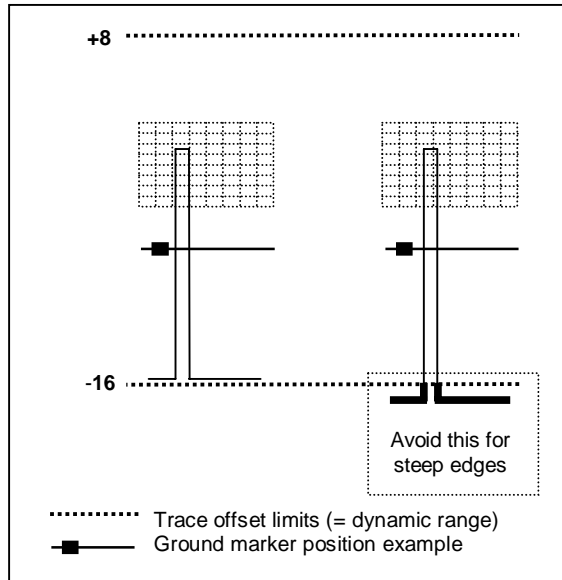 +8
-16
Avoid this for
steep edges
Trace offset limits (= dynamic range)
Ground marker position example